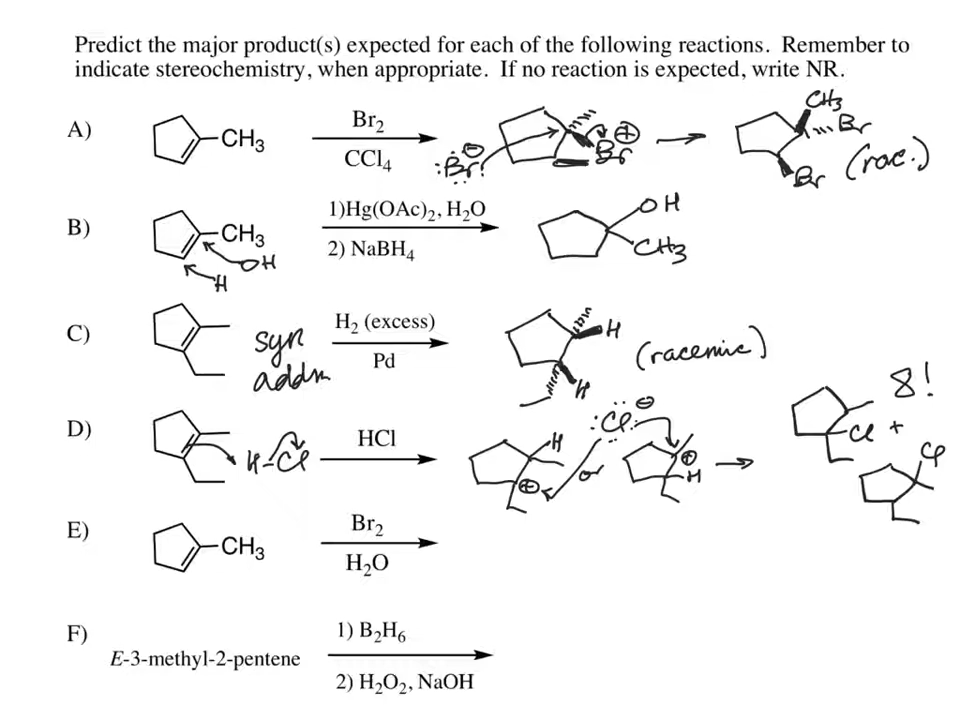 Predict the major product(s) expected for each of the following reactions. Remember to
indicate stereochemistry, when appropriate. If no reaction is expected, write NR.
A) CH3 Br2 CCl4 :Br: ⊖ Br ⊕ CH3 Br Br (rac.)
B) CH3 OH H 1)Hg(OAc)2, H2O 2) NaBH4 OH CH3
C) syn addn H2 (excess) Pd H H (racemic)
D) H-Cl HCl H ⊕ or :Cl: ⊖ ⊕ H Cl + Cl 8!
E) CH3 Br2 H2O
F) E-3-methyl-2-pentene 1) B2H6 2) H2O2, NaOH